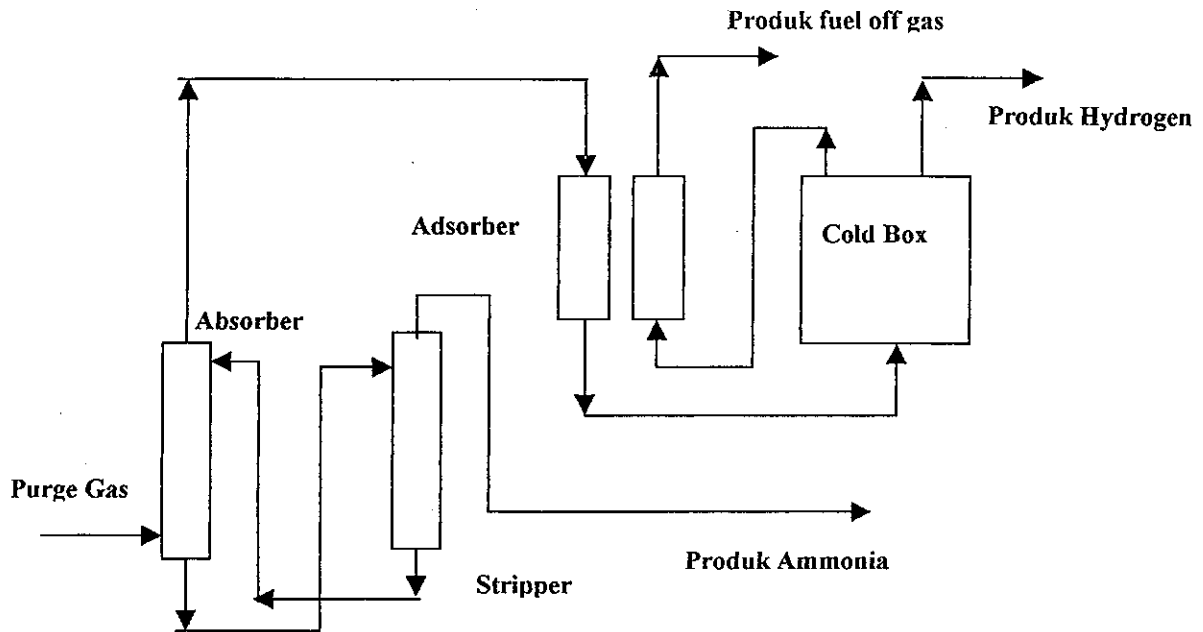 Produk fuel off gas
Produk Hydrogen
Adsorber
Cold Box
Absorber
Purge Gas
Produk Ammonia
Stripper